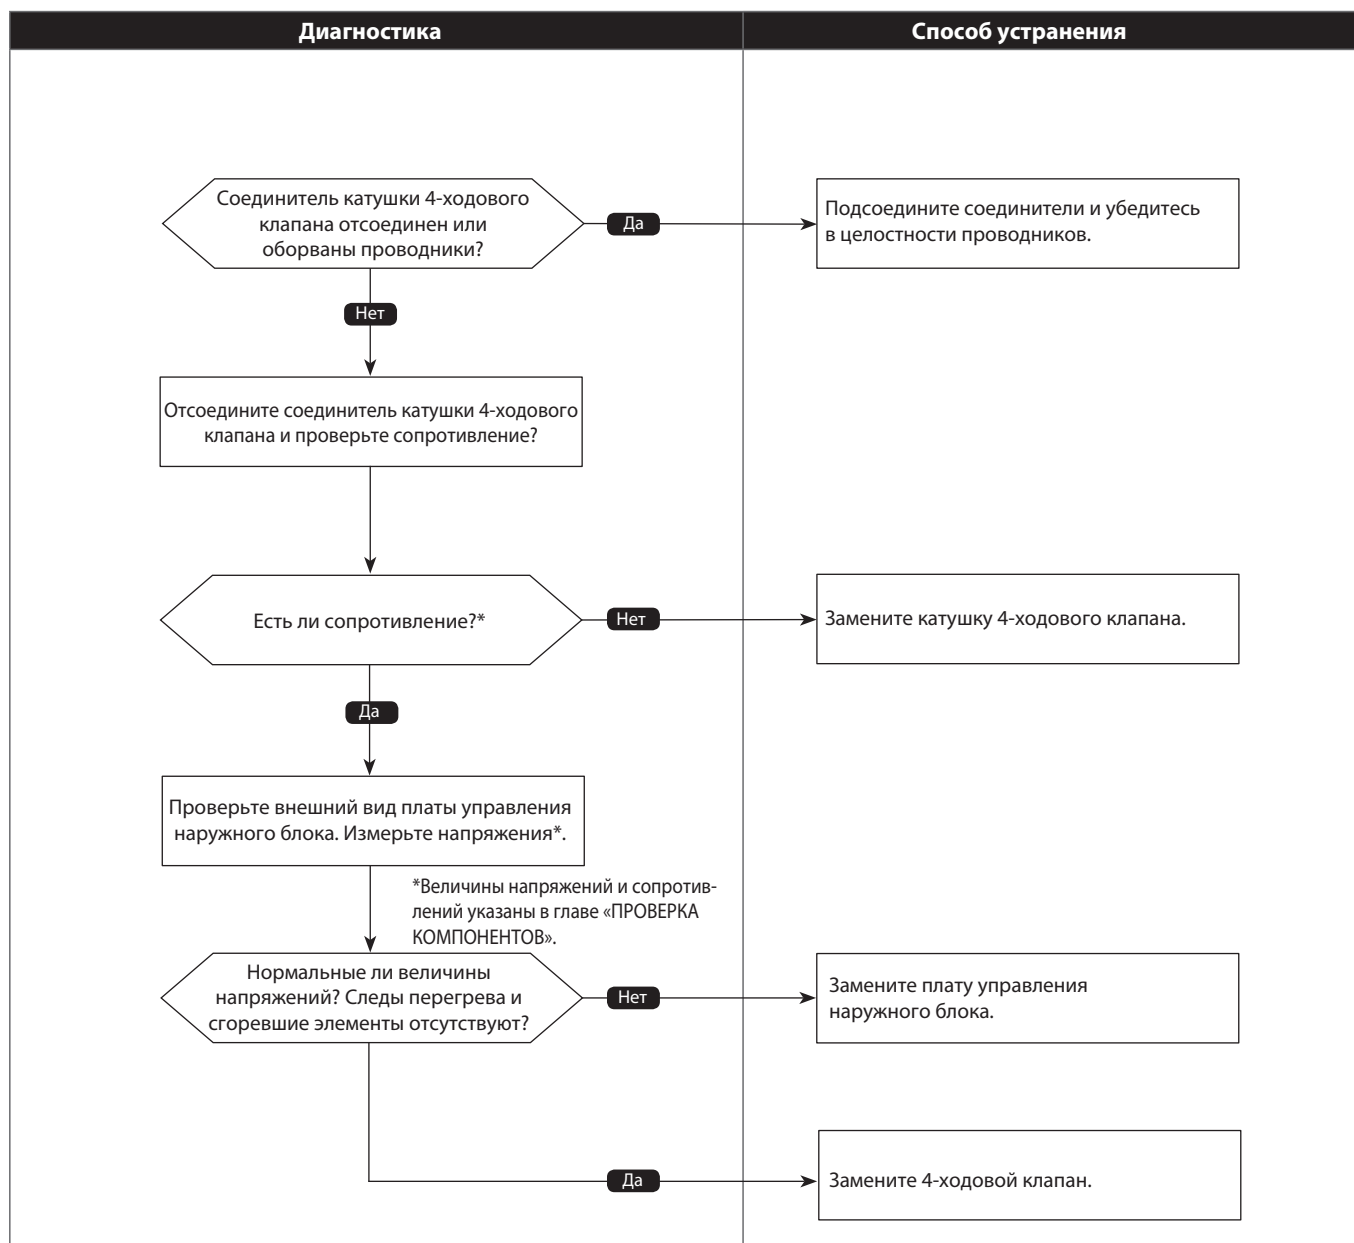 Диагностика
Способ устранения
Соединитель катушки 4-ходового
клапана отсоединен или
оборваны проводники?
Да
Подсоедините соединители и убедитесь
в целостности проводников.
Нет
Отсоедините соединитель катушки 4-ходового
клапана и проверьте сопротивление?
Есть ли сопротивление?*
Нет
Замените катушку 4-ходового клапана.
Да
Проверьте внешний вид платы управления
наружного блока. Измерьте напряжения*.
*Величины напряжений и сопротив-
лений указаны в главе «ПРОВЕРКА
КОМПОНЕНТОВ».
Нормальные ли величины
напряжений? Следы перегрева и
сгоревшие элементы отсутствуют?
Нет
Замените плату управления
наружного блока.
Да
Замените 4-ходовой клапан.